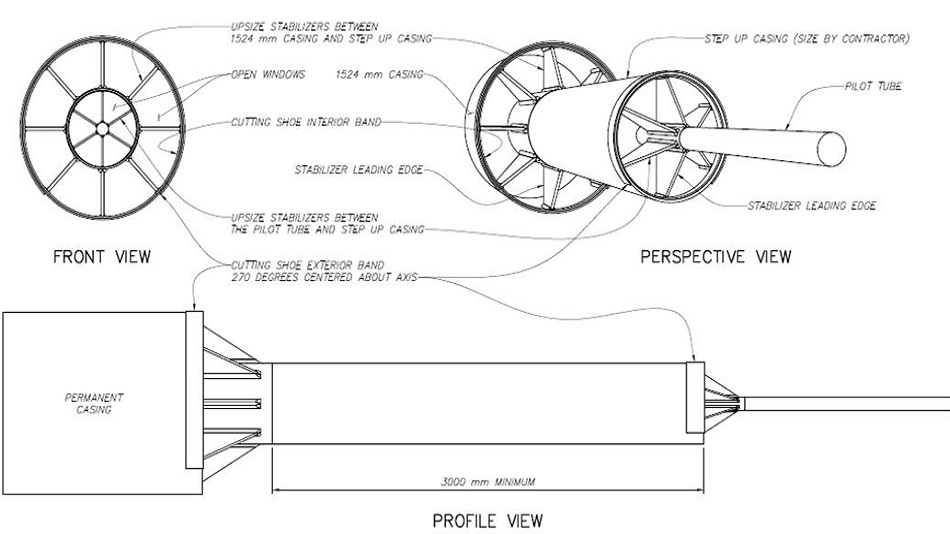 UPSIZE STABILIZERS BETWEEN
1524 mm CASING AND STEP UP CASING
OPEN WINDOWS
1524 mm CASING
CUTTING SHOE INTERIOR BAND
STABILIZER LEADING EDGE
UPSIZE STABILIZERS BETWEEN
THE PILOT TUBE AND STEP UP CASING
STEP UP CASING (SIZE BY CONTRACTOR)
PILOT TUBE
STABILIZER LEADING EDGE
FRONT VIEW
PERSPECTIVE VIEW
CUTTING SHOE EXTERIOR BAND
270 DEGREES CENTERED ABOUT AXIS
PERMANENT
CASING
3000 mm MINIMUM
PROFILE VIEW